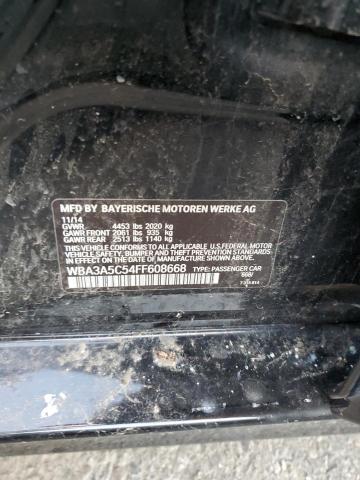 MFD BY BAYERISCHE MOTOREN WERKE AG
11/14
GVWR 4453 lbs 2020 kg
GAWR FRONT 2061 lbs 935 kg
GAWR REAR 2513 lbs 1140 kg
THIS VEHICLE CONFORMS TO ALL APPLICABLE U.S.FEDERAL MOTOR
VEHICLE SAFETY, BUMPER, AND THEFT PREVENTION STANDARDS
IN EFFECT ON THE DATE OF MANUFACTURE SHOWN ABOVE.
WBA3A5C54FF608668 TYPE: PASSENGER CAR
668/